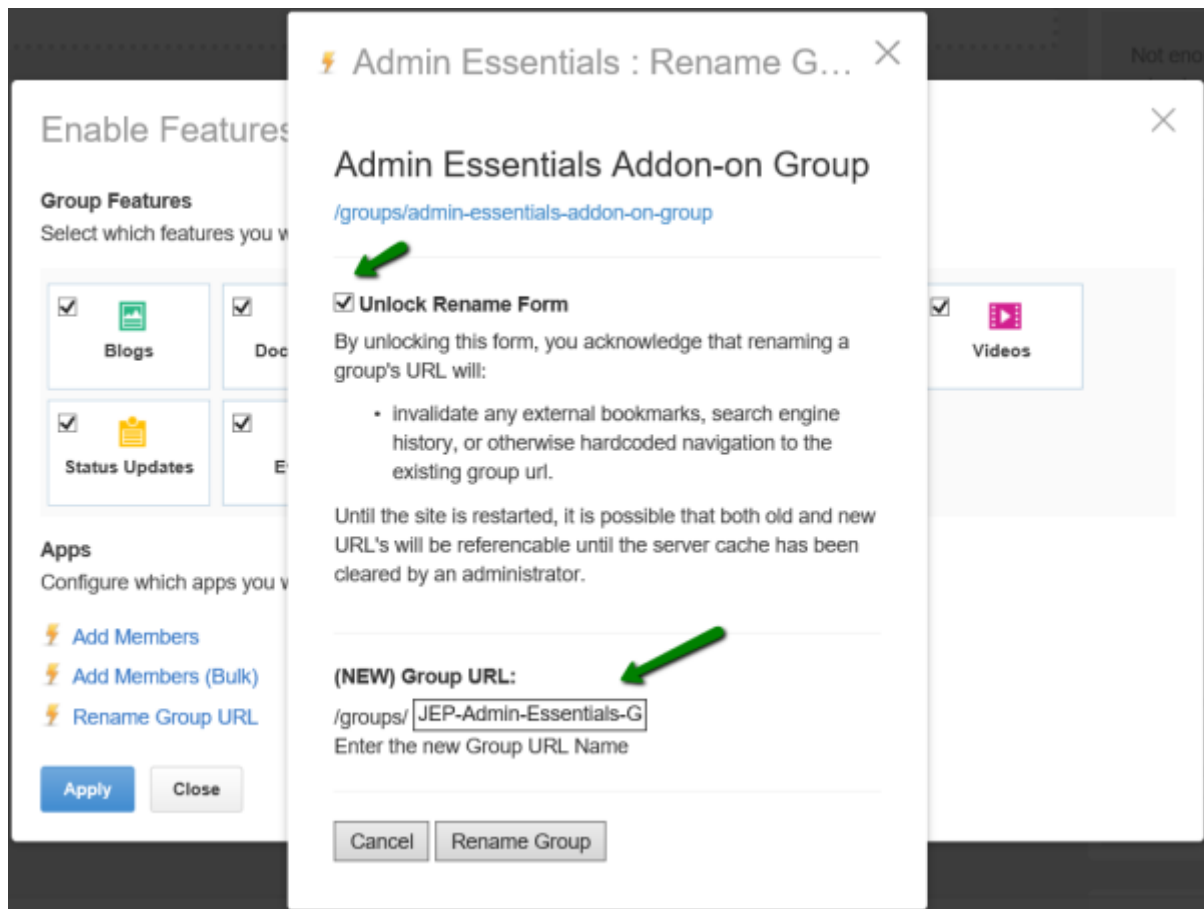 Not eno
Admin Essentials : Rename G...
Enable Features
Admin Essentials Addon-on Group
/groups/admin-essentials-addon-on-group
Group Features
Select which features you w
Unlock Rename Form
By unlocking this form, you acknowledge that renaming a
group's URL will:
• invalidate any external bookmarks, search engine
history, or otherwise hardcoded navigation to the
existing group url.
Until the site is restarted, it is possible that both old and new
URL's will be referencable until the server cache has been
cleared by an administrator.
(NEW) Group URL:
/groups/ JEP-Admin-Essentials-G
Enter the new Group URL Name
Cancel Rename Group
Blogs
Doc
Videos
Status Updates
E
Apps
Configure which apps you w
Add Members
Add Members (Bulk)
Rename Group URL
Apply Close